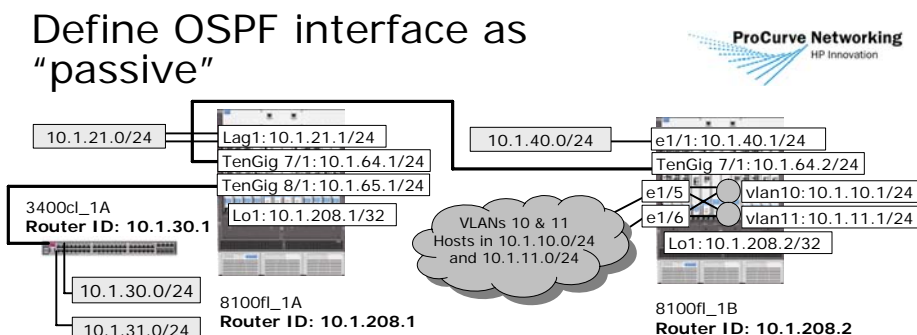 Define OSPF interface as
“passive”
ProCurve Networking
HP Innovation
10.1.21.0/24
Lag1:10.1.21.1/24
TenGig 7/1:10.1.64.1/24
TenGig 8/1:10.1.65.1/24
Lo1:10.1.208.1/32
10.1.40.0/24
e1/1:10.1.40.1/24
TenGig 7/1:10.1.64.2/24
e1/5
e1/6
vlan10:10.1.10.1/24
vlan11:10.1.11.1/24
Lo1:10.1.208.2/32
VLANs 10 & 11
Hosts in 10.1.10.0/24
and 10.1.11.0/24
3400cl_1A
Router ID: 10.1.30.1
10.1.30.0/24
10.1.31.0/24
8100fl_1A
Router ID: 10.1.208.1
8100fl_1B
Router ID: 10.1.208.2